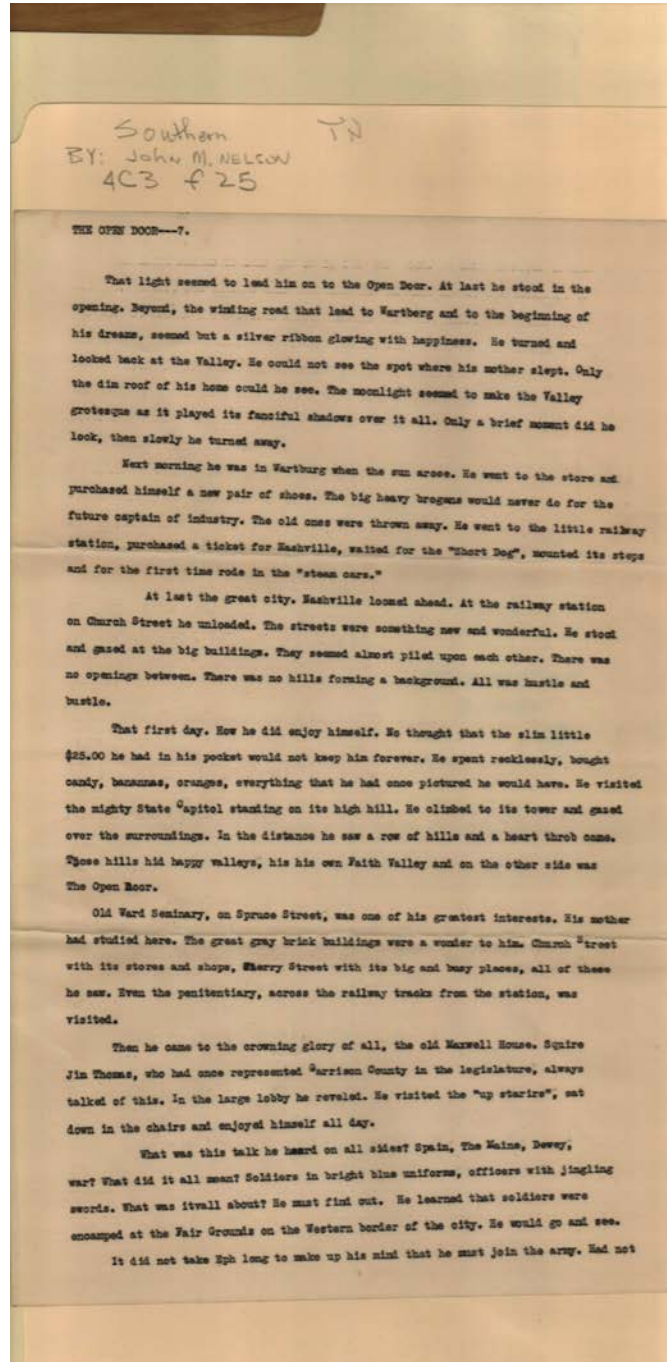 Southern TN
BY: John M. NELSON
4C3 f 25
THE OPEN DOOR---7.
That light seemed to lead him on to the Open Door. At last he stood in the
opening. Beyond, the winding road that lead to Wartberg and to the beginning of
his dreams, seemed but a silver ribbon glowing with happiness. He turned and
looked back at the Valley. He could not see the spot where his mother slept. Only
the dim roof of his home could he see. The moonlight seemed to make the Valley
grotesque as it played its fanciful shadows over it all. Only a brief moment did he
look, then slowly he turned away.
Next morning he was in Wartburg when the sun arose. He went to the store and
purchased himself a new pair of shoes. The big heavy brogans would never do for the
future captain of industry. The old ones were thrown away. He went to the little railway
station, purchased a ticket for Nashville, waited for the "Short Dog", mounted its steps
and for the first time rode in the "steam cars."
At last the great city. Nashville loomed ahead. At the railway station
on Church Street he unloaded. The streets were something new and wonderful. He stood
and gazed at the big buildings. They seemed almost piled upon each other. There was
no openings between. There was no hills forming a background. All was hustle and
bustle.
That first day. How he did enjoy himself. No thought that the slim little
$25.00 he had in his pocket would not keep him forever. He spent recklessly, bought
candy, banannas, oranges, everything that he had once pictured he would have. He visited
the mighty State Capitol standing on its high hill. He climbed to its tower and gazed
over the surroundings. In the distance he saw a row of hills and a heart throb came.
Those hills hid happy valleys, his his own Faith Valley and on the other side was
The Open Door.
Old Ward Seminary, on Spruce Street, was one of his greatest interests. His mother
had studied here. The great gray brick buildings were a wonder to him. Church Street
with its stores and shops, Cherry Street with its big and busy places, all of these
he saw. Even the penitentiary, across the railway tracks from the station, was
visited.
Then he came to the crowning glory of all, the old Maxwell House. Squire
Jim Thomas, who had once represented Garrison County in the legislature, always
talked of this. In the large lobby he reveled. He visited the "up starirs", sat
down in the chairs and enjoyed himself all day.
What was this talk he heard on all sides? Spain, The Maine, Dewey,
war? What did it all mean? Soldiers in bright blue uniforms, officers with jingling
swords. What was itvall about? He must find out. He learned that soldiers were
encamped at the Fair Grounds on the Western border of the city. He would go and see.
It did not take Eph long to make up his mind that he must join the army. Had not